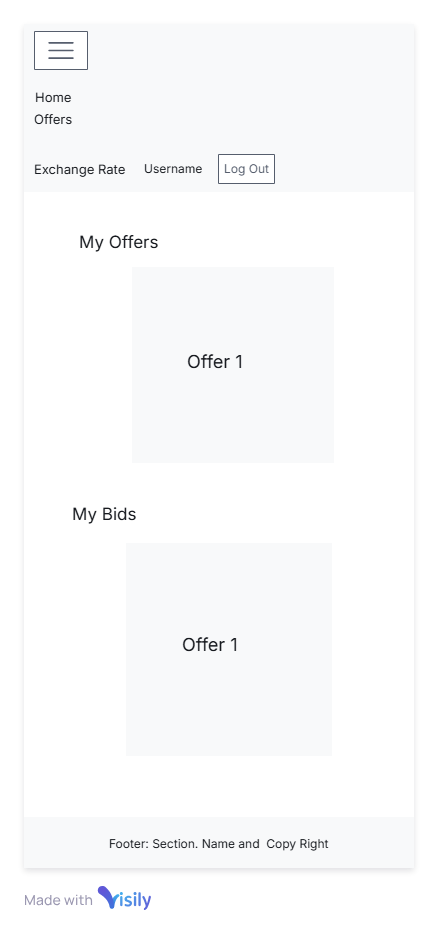 Home
Offers
Exchange Rate Username Log Out
My Offers
Offer 1
My Bids
Offer 1
Footer: Section. Name and Copy Right
Made with Visily